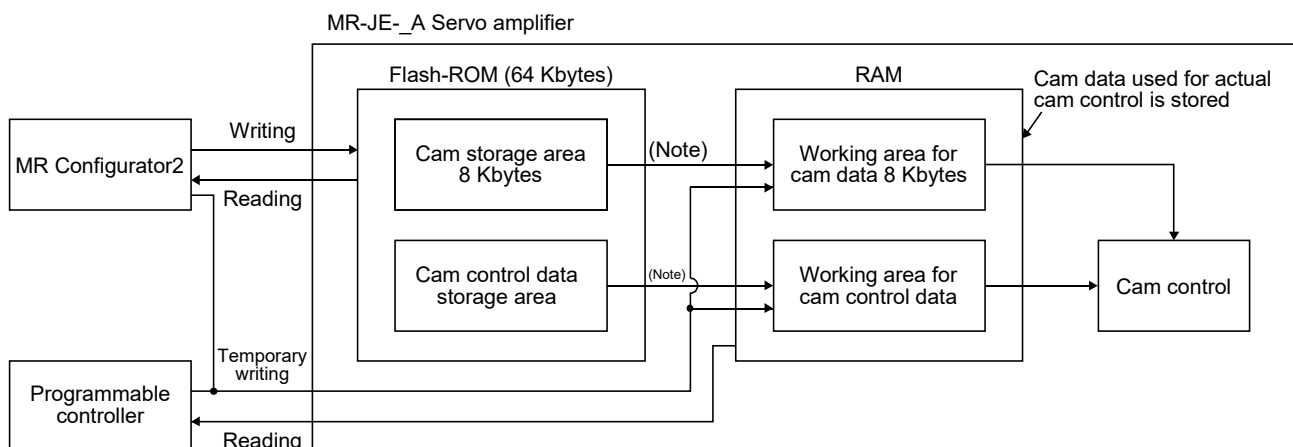 MR-JE-_A Servo amplifier
Flash-ROM (64 Kbytes)
RAM
Cam data used for actual
cam control is stored
MR Configurator2
Writing
Reading
Cam storage area
8 Kbytes
(Note)
Working area for
cam data 8 Kbytes
Cam control data
storage area
(Note)
Working area for
cam control data
Cam control
Programmable
controller
Temporary
writing
Reading